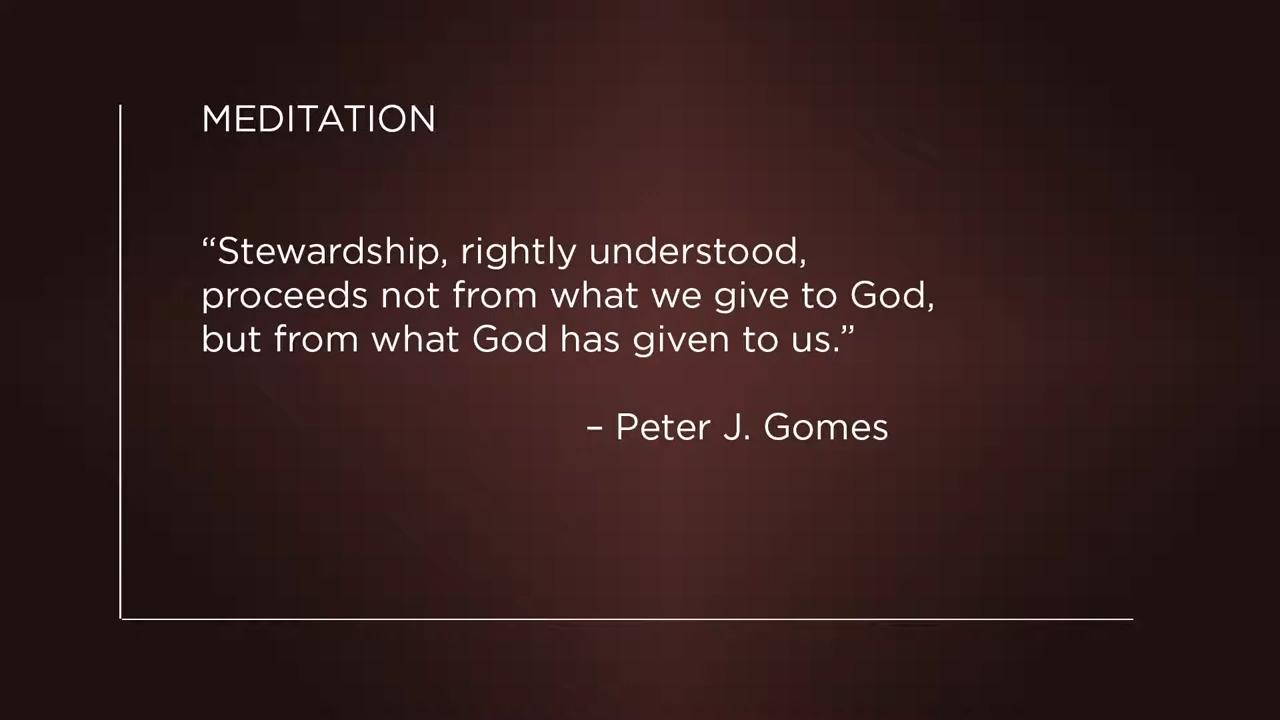 MEDITATION
“Stewardship, rightly understood,
proceeds not from what we give to God,
but from what God has given to us.”
– Peter J. Gomes